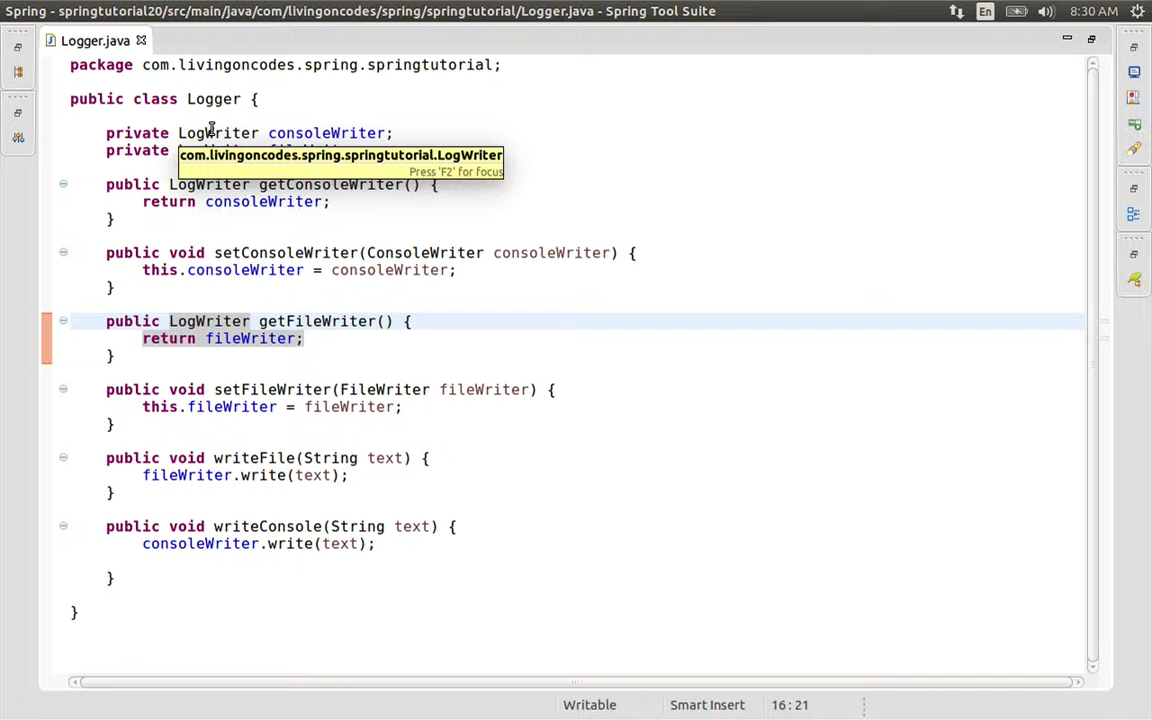 Spring - springtutorial20/src/main/java/com/livingoncodes/spring/springtutorial/Logger.java - Spring Tool Suite
En
8:30 AM
Logger.java
package com.livingoncodes.spring.springtutorial;
public class Logger {
private LogWriter consoleWriter;
private
com.livingoncodes.spring.springtutorial.LogWriter
Press 'F2' for focus
public LogWriter getConsoleWriter() {
return consoleWriter;
}
public void setConsoleWriter(ConsoleWriter consoleWriter) {
this.consoleWriter = consoleWriter;
}
public LogWriter getFileWriter() {
return fileWriter;
}
public void setFileWriter(FileWriter fileWriter) {
this.fileWriter = fileWriter;
}
public void writeFile(String text) {
fileWriter.write(text);
}
public void writeConsole(String text) {
consoleWriter.write(text);
}
}
Writable
Smart Insert
16 : 21